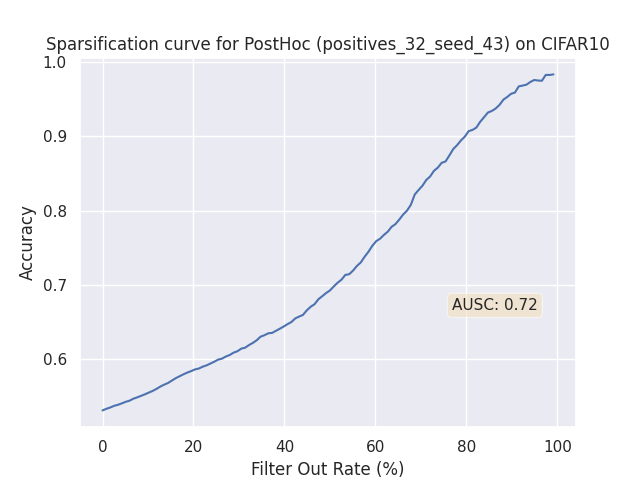 Sparsification curve for PostHoc (positives_32_seed_43) on CIFAR10
1.0
0.9
0.8
0.7
0.6
Accuracy
AUSC: 0.72
0 20 40 60 80 100
Filter Out Rate (%)